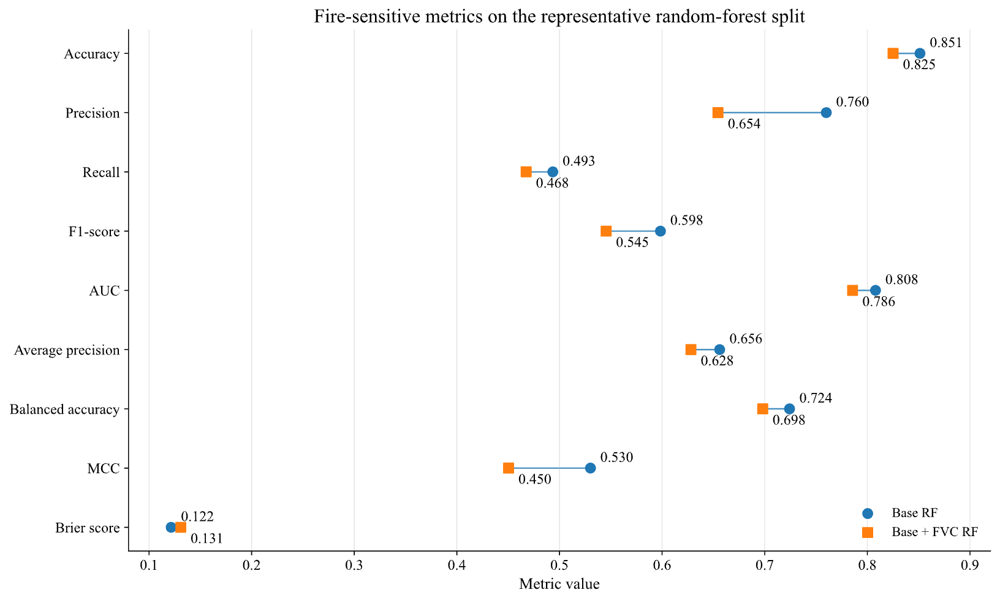 Fire-sensitive metrics on the representative random-forest split
Accuracy
0.851
0.825
Precision
0.760
0.654
Recall
0.493
0.468
F1-score
0.598
0.545
AUC
0.808
0.786
Average precision
0.656
0.628
Balanced accuracy
0.724
0.698
MCC
0.530
0.450
Brier score
0.122
0.131
Base RF
Base + FVC RF
0.1 0.2 0.3 0.4 0.5 0.6 0.7 0.8 0.9
Metric value